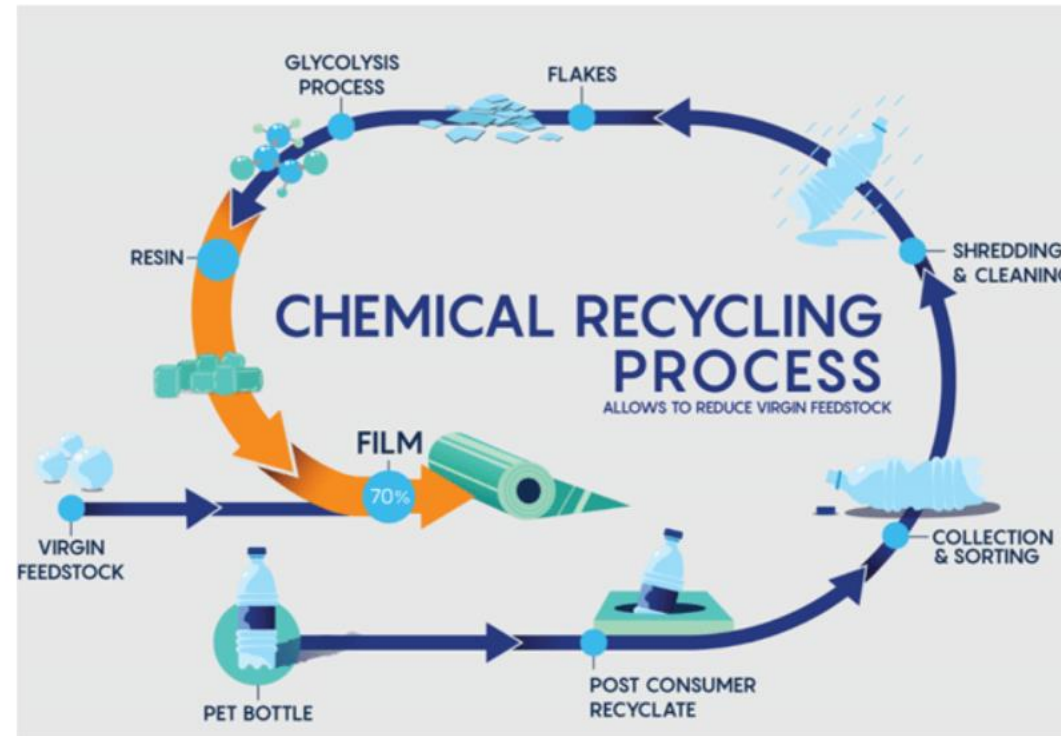 GLYCOLYSIS
PROCESS
FLAKES
RESIN
SHREDDING
& CLEANING
CHEMICAL RECYCLING
PROCESS
ALLOWS TO REDUCE VIRGIN FEEDSTOCK
FILM
70%
VIRGIN
FEEDSTOCK
COLLECTION
& SORTING
POST CONSUMER
RECYCLATE
PET BOTTLE